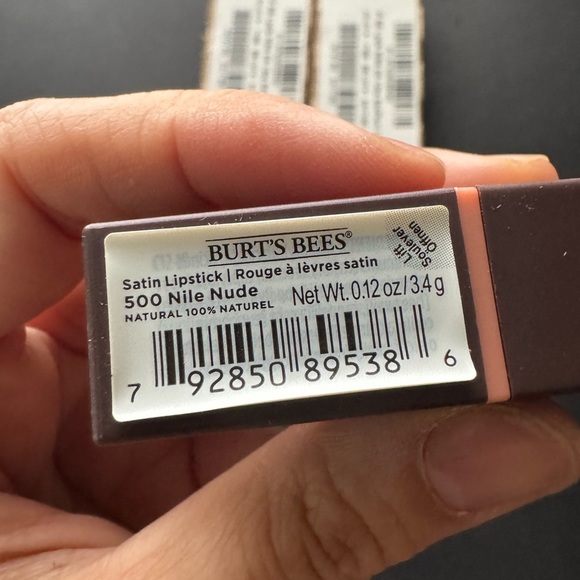 BURT'S BEES®
Satin Lipstick | Rouge à lèvres satin
500 Nile Nude Net Wt. 0.12 oz / 3.4 g
NATURAL 100% NATUREL
7 92850 89538 6
Lift
Soulever
Öffnen